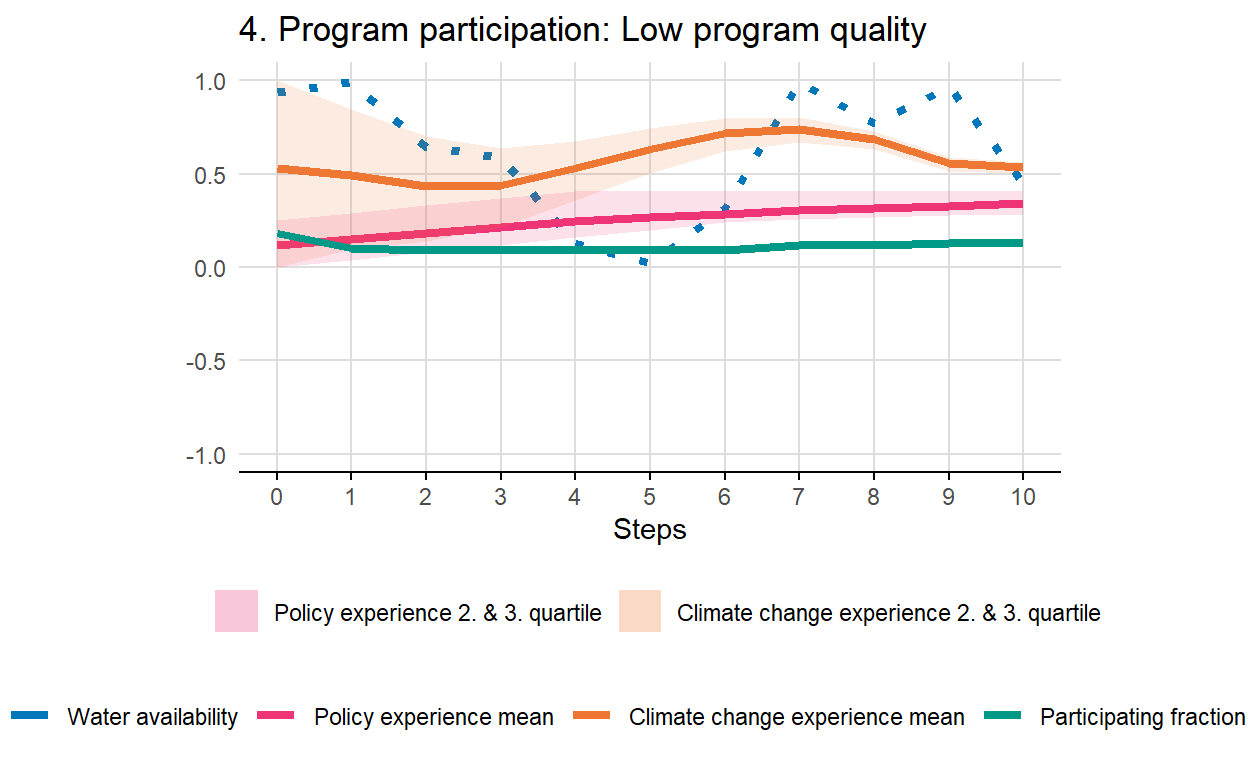 4. Program participation: Low program quality
1.0
0.5
0.0
-0.5
-1.0
0 1 2 3 4 5 6 7 8 9 10
Steps
Policy experience 2. & 3. quartile Climate change experience 2. & 3. quartile
Water availability Policy experience mean Climate change experience mean Participating fraction